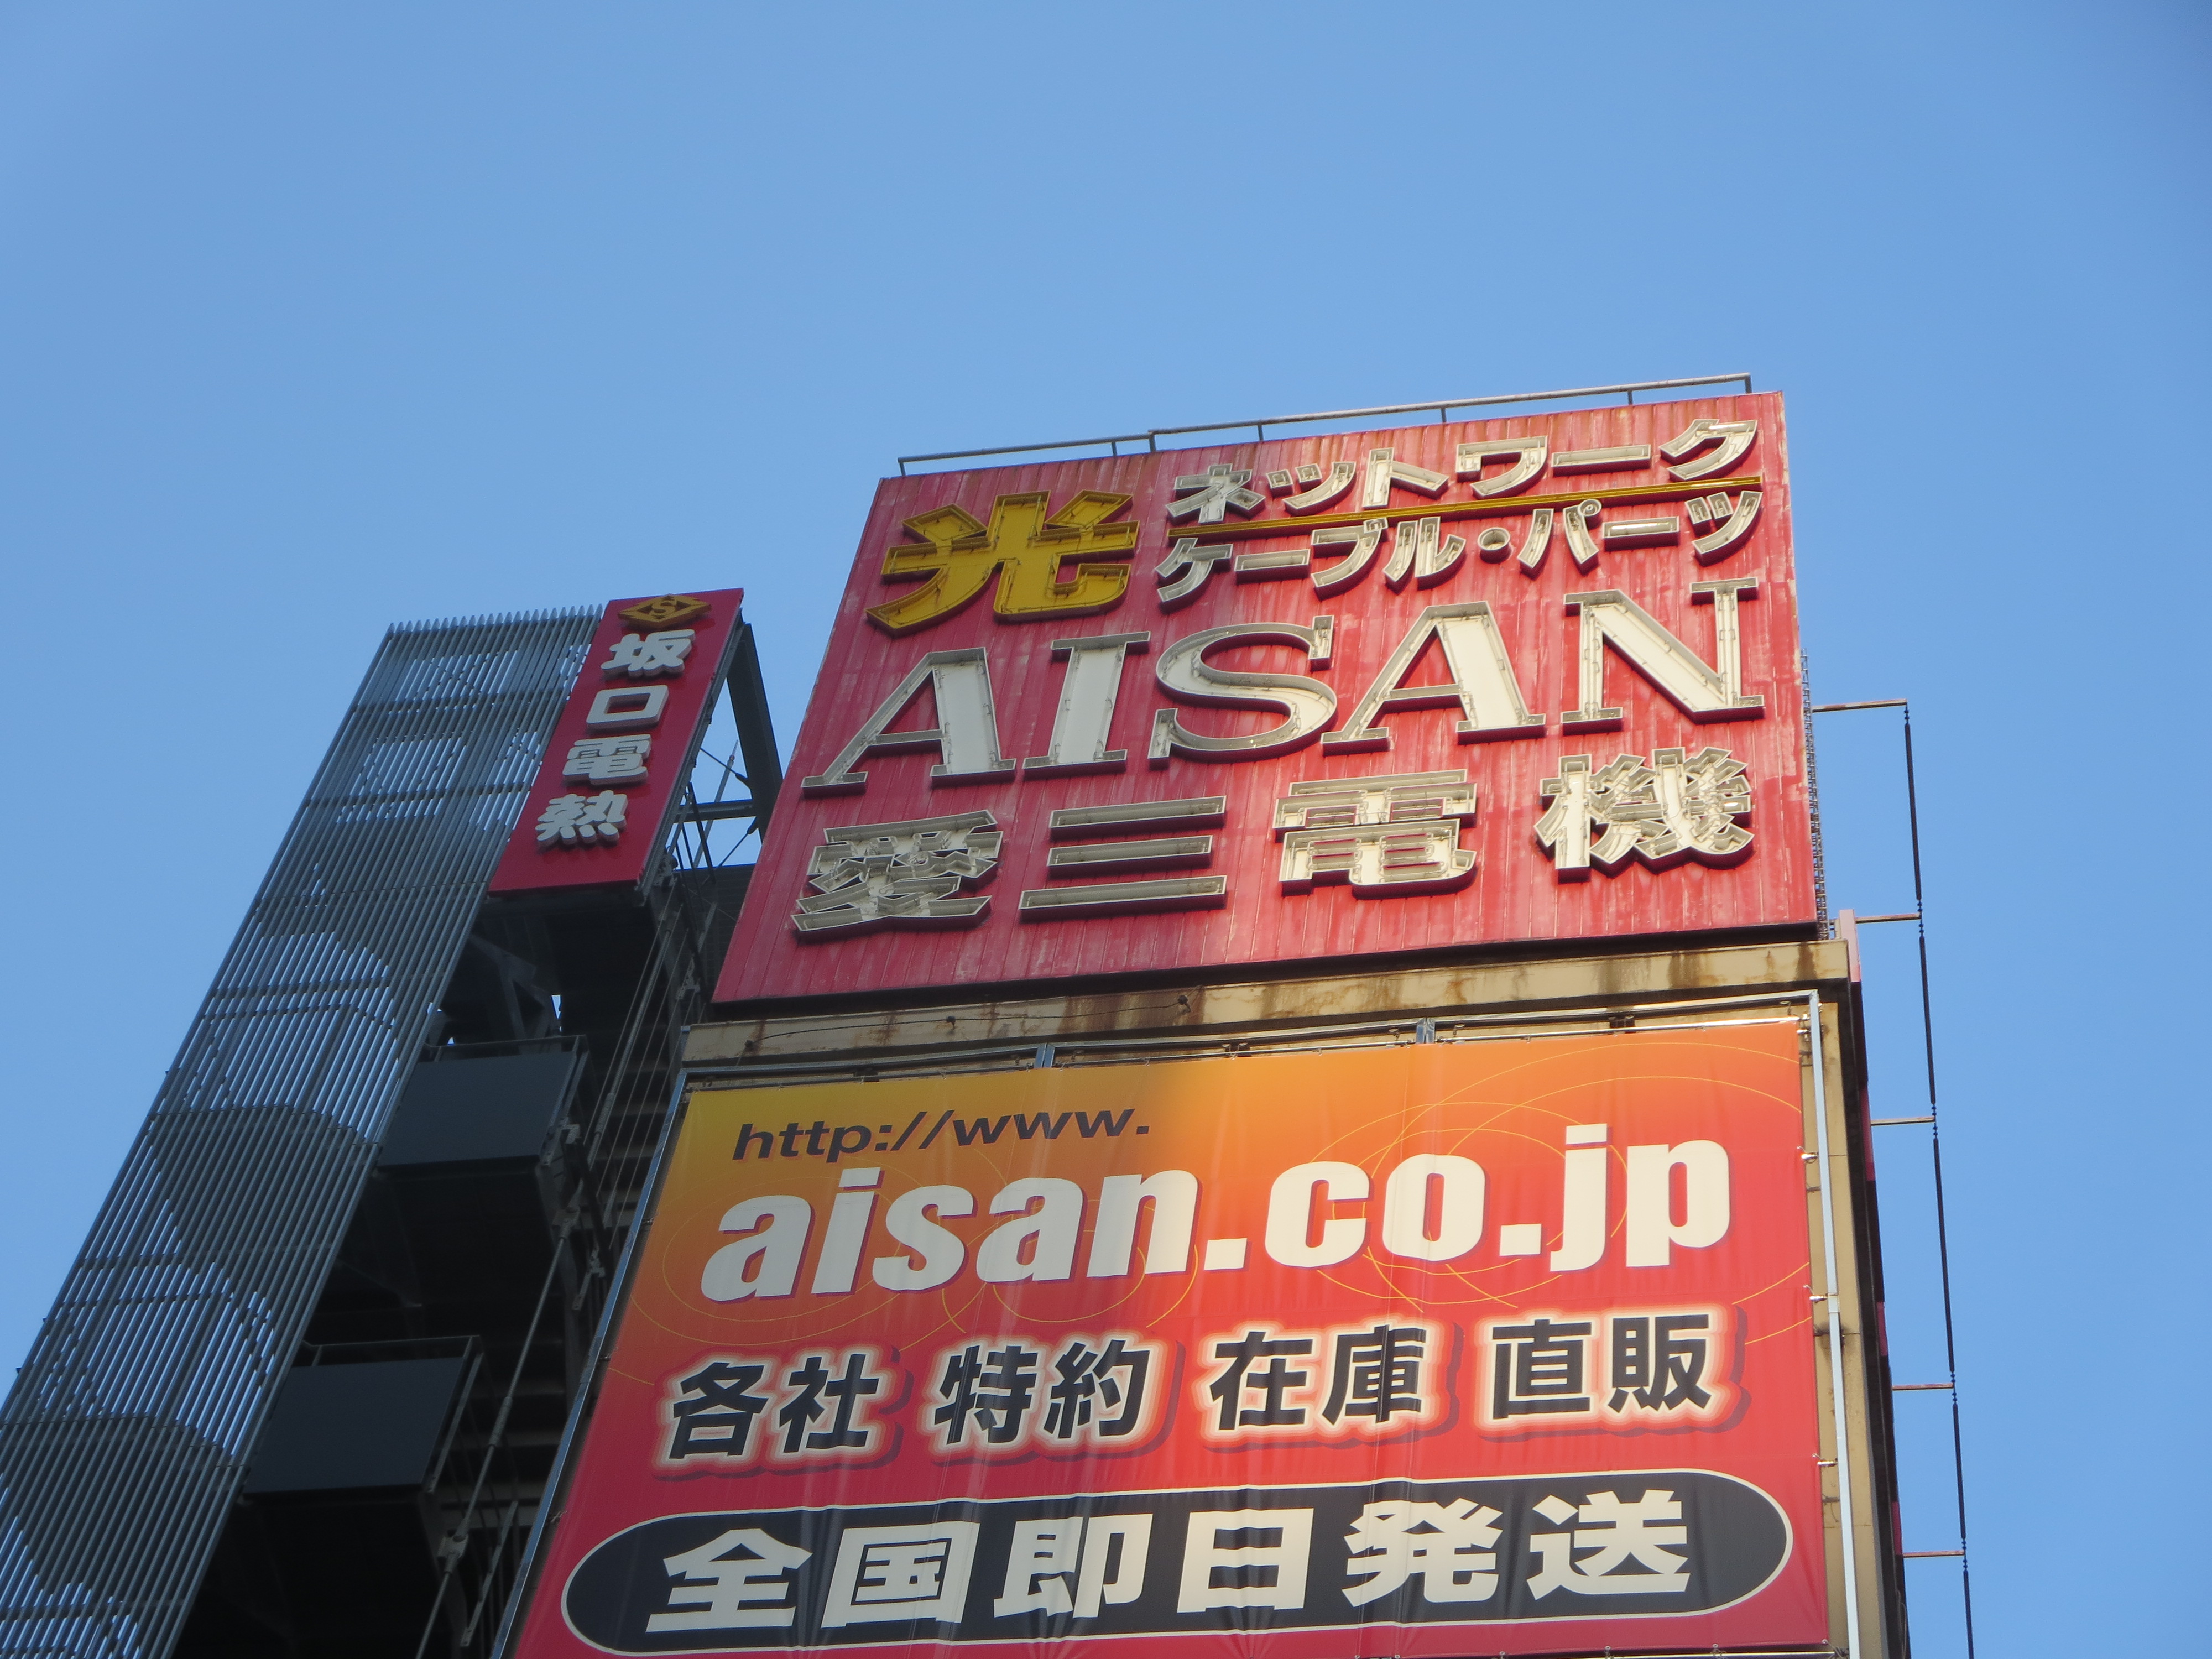 S
坂口電熱
光
ネットワーク
ケーブル・パーツ
AISAN
愛三電機
http://www.
aisan.co.jp
各社 特約 在庫 直販
全国即日発送